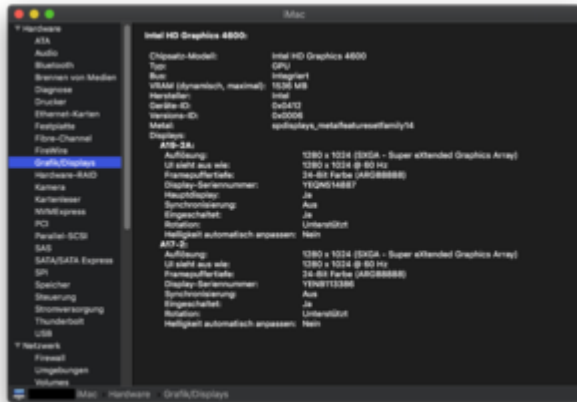 iMac
Hardware
ATA
Audio
Bluetooth
Brennen von Medien
Diagnose
Drucker
Ethernet-Karten
Festplatte
Fibre-Channel
FireWire
Grafik/Displays
Hardware-RAID
Kamera
Kartenleser
NVMExpress
PCI
Parallel-SCSI
SAS
SATA/SATA Express
SPI
Speicher
Steuerung
Stromversorgung
Thunderbolt
USB
Netzwerk
Firewall
Umgebungen
Volumes
Intel HD Graphics 4600:
Chipsatz-Modell: Intel HD Graphics 4600
Typ: GPU
Bus: Integriert
VRAM (dynamisch, maximal): 1536 MB
Hersteller: Intel
Geräte-ID: 0x0412
Versions-ID: 0x0006
Metal: spdisplays_metalfeaturesetfamily14
Displays:
A19-2A:
Auflösung: 1280 x 1024 (SXGA - Super eXtended Graphics Array)
UI sieht aus wie: 1280 x 1024 @ 60 Hz
Framepuffertiefe: 24-Bit Farbe (ARGB8888)
Display-Seriennummer:
Hauptdisplay: Ja
Synchronisierung: Aus
Eingeschaltet: Ja
Rotation: Unterstützt
Helligkeit automatisch anpassen: Nein
A17-2:
Auflösung: 1280 x 1024 (SXGA - Super eXtended Graphics Array)
UI sieht aus wie: 1280 x 1024 @ 60 Hz
Framepuffertiefe: 24-Bit Farbe (ARGB8888)
Display-Seriennummer:
Synchronisierung: Aus
Eingeschaltet: Ja
Rotation: Unterstützt
Helligkeit automatisch anpassen: Nein
iMac Hardware Grafik/Displays